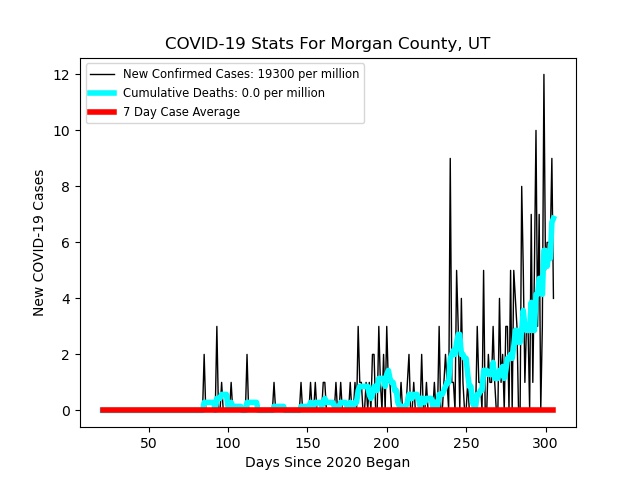 COVID-19 Stats For Morgan County, UT
New Confirmed Cases: 19300 per million
Cumulative Deaths: 0.0 per million
7 Day Case Average
12
10
8
6
4
2
0
New COVID-19 Cases
50 100 150 200 250 300
Days Since 2020 Began